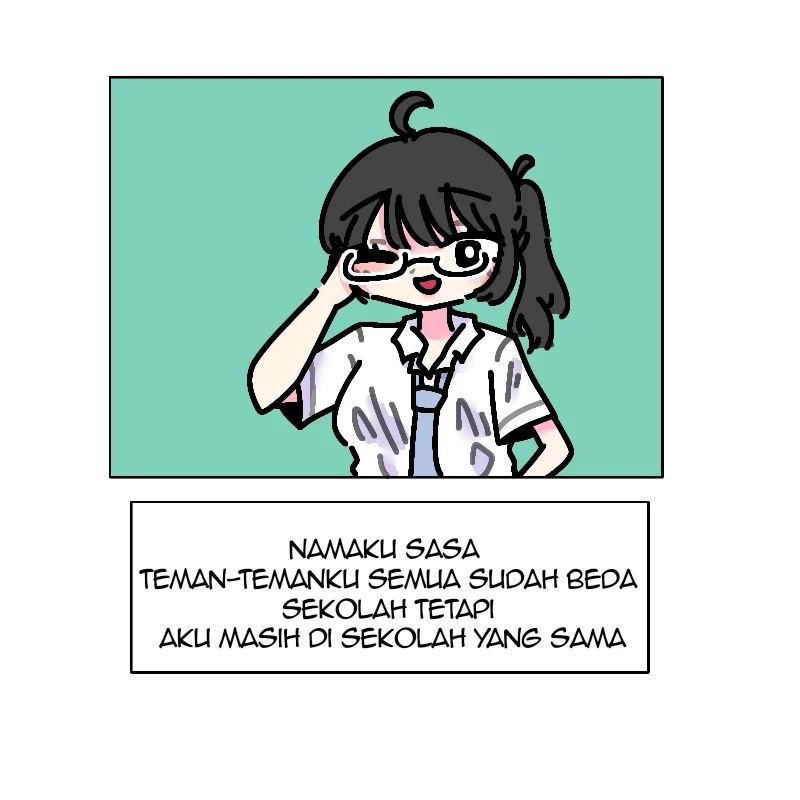 NAMAKU SASA
TEMAN-TEMANKU SEMUA SUDAH BEDA
SEKOLAH TETAPI
AKU MASIH DI SEKOLAH YANG SAMA